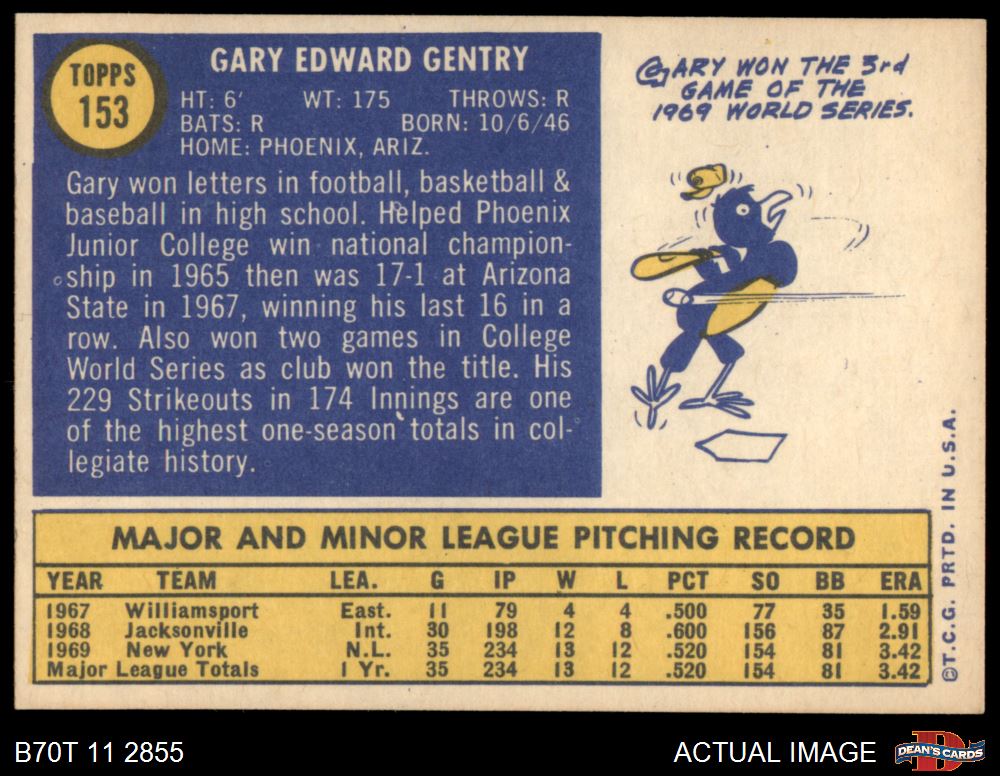 TOPPS
153
GARY EDWARD GENTRY
HT: 6' WT: 175 THROWS: R
BATS: R BORN: 10/6/46
HOME: PHOENIX, ARIZ.
Gary won letters in football, basketball &
baseball in high school. Helped Phoenix
Junior College win national champion-
ship in 1965 then was 17-1 at Arizona
State in 1967, winning his last 16 in a
row. Also won two games in College
World Series as club won the title. His
229 Strikeouts in 174 Innings are one
of the highest one-season totals in col-
legiate history.
GARY WON THE 3rd
GAME OF THE
1969 WORLD SERIES.
MAJOR AND MINOR LEAGUE PITCHING RECORD
YEAR TEAM LEA. G IP W L PCT SO BB ERA
1967 Williamsport East. 11 79 4 4 .500 77 35 1.59
1968 Jacksonville Int. 30 198 12 8 .600 156 87 2.91
1969 New York N.L. 35 234 13 12 .520 154 81 3.42
Major League Totals 1 Yr. 35 234 13 12 .520 154 81 3.42
©T.C.G. PRTD. IN U.S.A.
B70T 11 2855
ACTUAL IMAGE
D
DEAN'S CARDS